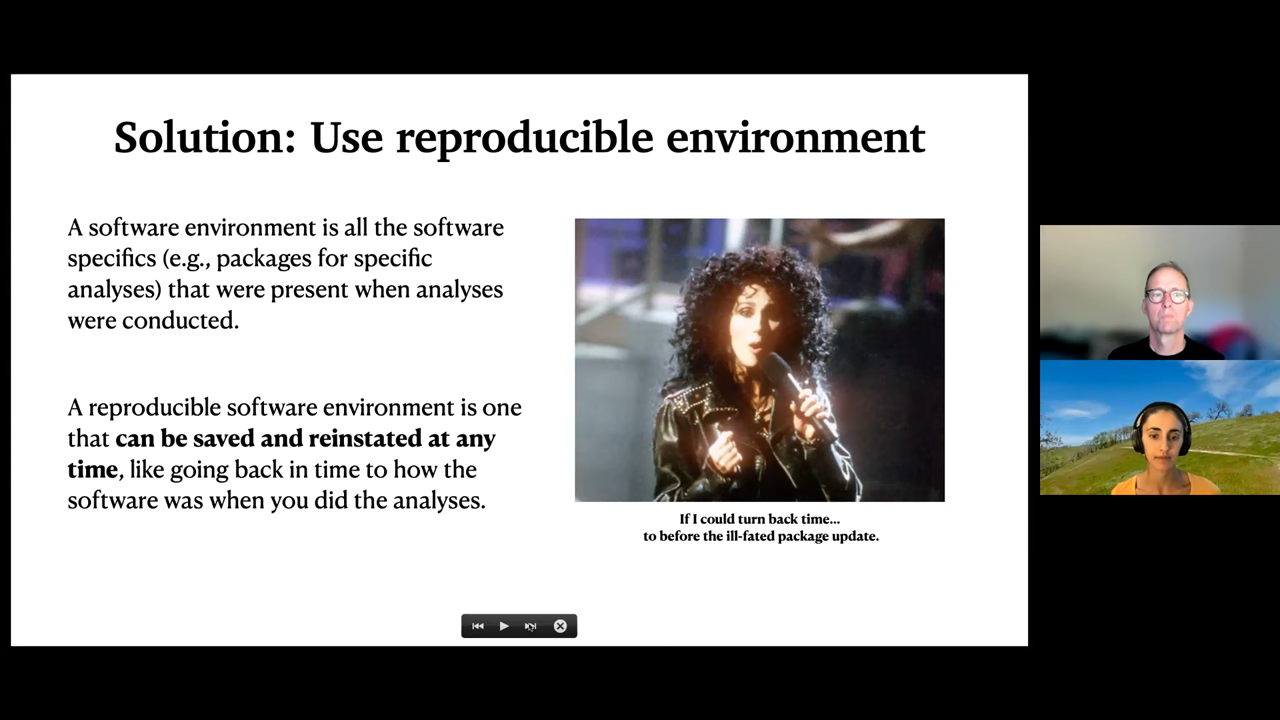 Solution: Use reproducible environment
A software environment is all the software
specifics (e.g., packages for specific
analyses) that were present when analyses
were conducted.
A reproducible software environment is one
that can be saved and reinstated at any
time, like going back in time to how the
software was when you did the analyses.
If I could turn back time...
to before the ill-fated package update.